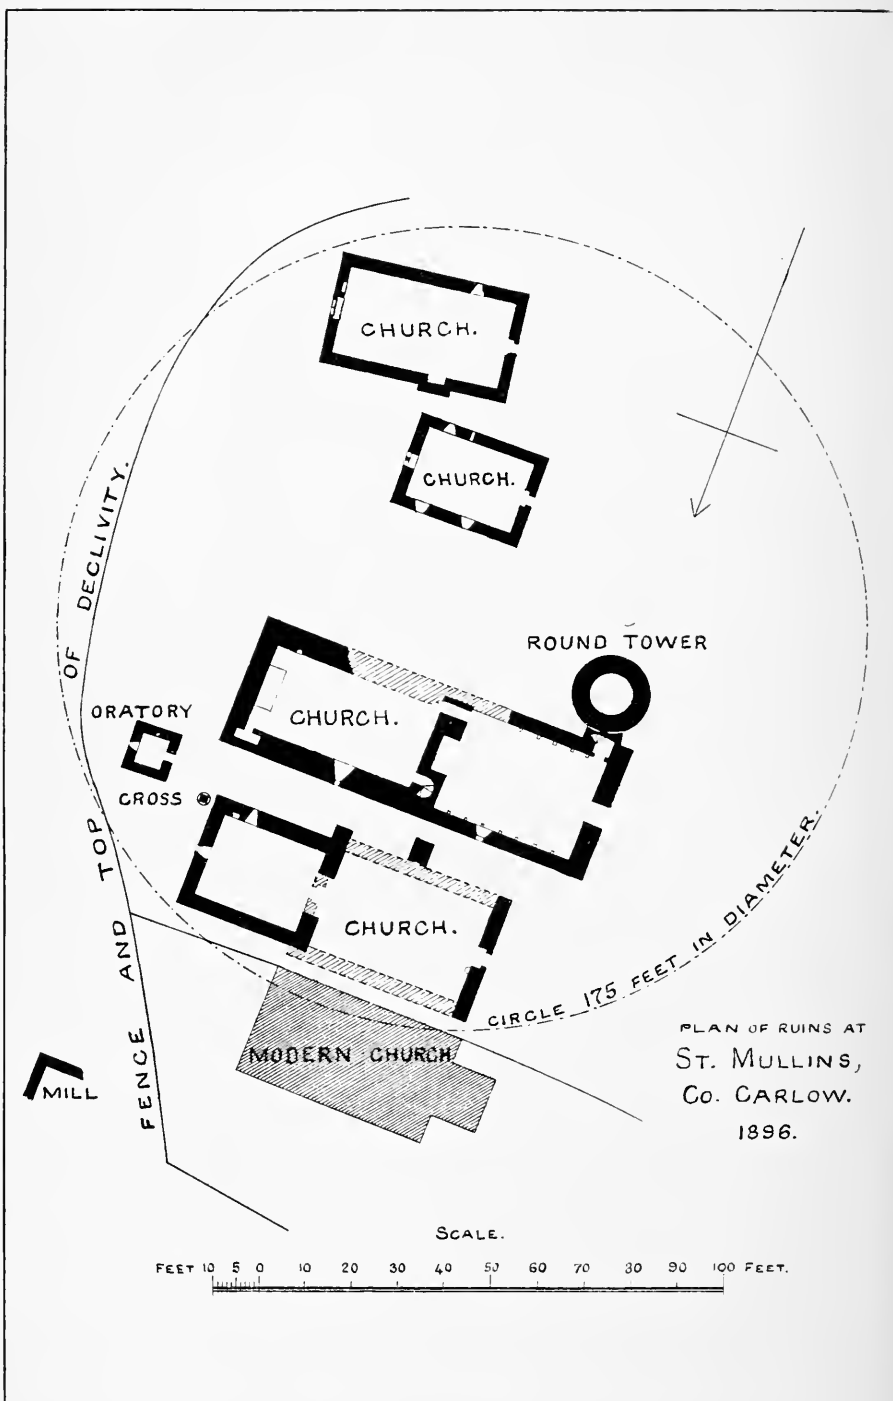 CHURCH.
CHURCH.
ROUND TOWER
CHURCH.
ORATORY
CROSS
CHURCH.
MODERN CHURCH
MILL
FENCE AND TOP OF DECLIVITY.
CIRCLE 175 FEET IN DIAMETER.
PLAN OF RUINS AT
ST. MULLINS,
CO. CARLOW.
1896.
SCALE.
FEET 10 5 0 10 20 30 40 50 60 70 80 90 100 FEET.